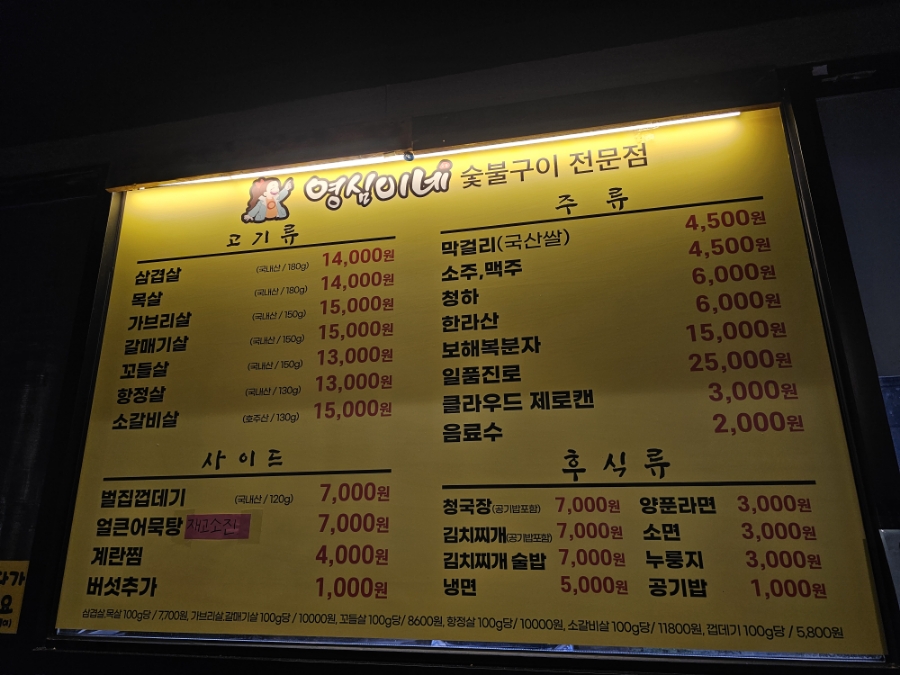 영심이네 숯불구이 전문점
고기류
삼겹살 (국내산 / 180g) 14,000원
목살 (국내산 / 180g) 14,000원
가브리살 (국내산 / 150g) 15,000원
갈매기살 (국내산 / 150g) 15,000원
꼬들살 (국내산 / 150g) 13,000원
항정살 (국내산 / 130g) 13,000원
소갈비살 (호주산 / 130g) 15,000원
사이드
벌집껍데기 (국내산 / 120g) 7,000원
얼큰어묵탕 재고소진 7,000원
계란찜 4,000원
버섯추가 1,000원
주류
막걸리(국산쌀) 4,500원
소주,맥주 4,500원
청하 6,000원
한라산 6,000원
보해복분자 15,000원
일품진로 25,000원
클라우드 제로캔 3,000원
음료수 2,000원
후식류
청국장(공기밥포함) 7,000원 양푼라면 3,000원
김치찌개(공기밥포함) 7,000원 소면 3,000원
김치찌개 술밥 7,000원 누룽지 3,000원
냉면 5,000원 공기밥 1,000원
삼겹살,목살 100g당 / 7,700원, 가브리살,갈매기살 100g당 / 10000원, 꼬들살 100g당/ 8600원, 항정살 100g당/ 10000원, 소갈비살 100g당/ 11800원, 껍데기 100g당 / 5,800원